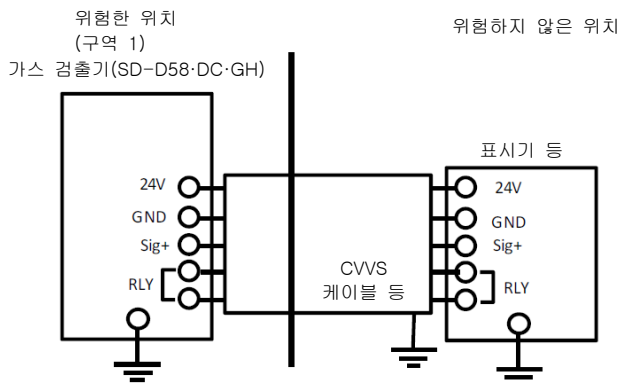 위험한 위치
(구역 1)
가스 검출기(SD-D58·DC·GH)
위험하지 않은 위치
표시기 등
24V
GND
Sig+
RLY
CVVS
케이블 등
24V
GND
Sig+
RLY